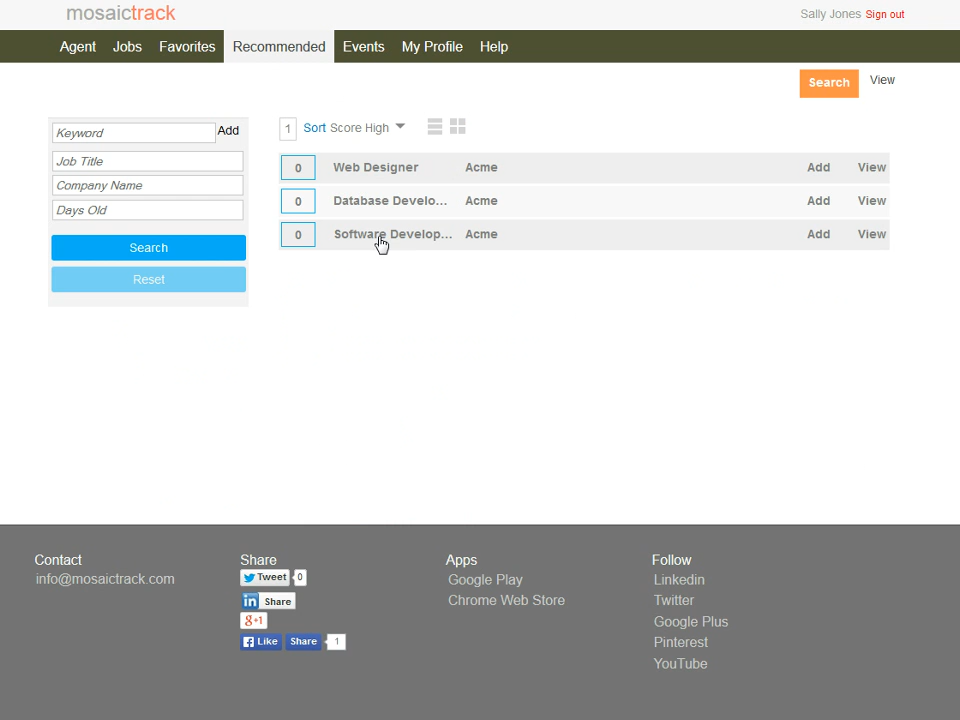 mosaictrack
Sally Jones Sign out
Agent Jobs Favorites Recommended Events My Profile Help
Search View
Keyword Add
Job Title
Company Name
Days Old
Search
Reset
1 Sort Score High
0 Web Designer Acme Add View
0 Database Develo... Acme Add View
0 Software Develop... Acme Add View
Contact
info@mosaictrack.com
Share
Tweet 0
in Share
g+1
Like Share 1
Apps
Google Play
Chrome Web Store
Follow
Linkedin
Twitter
Google Plus
Pinterest
YouTube